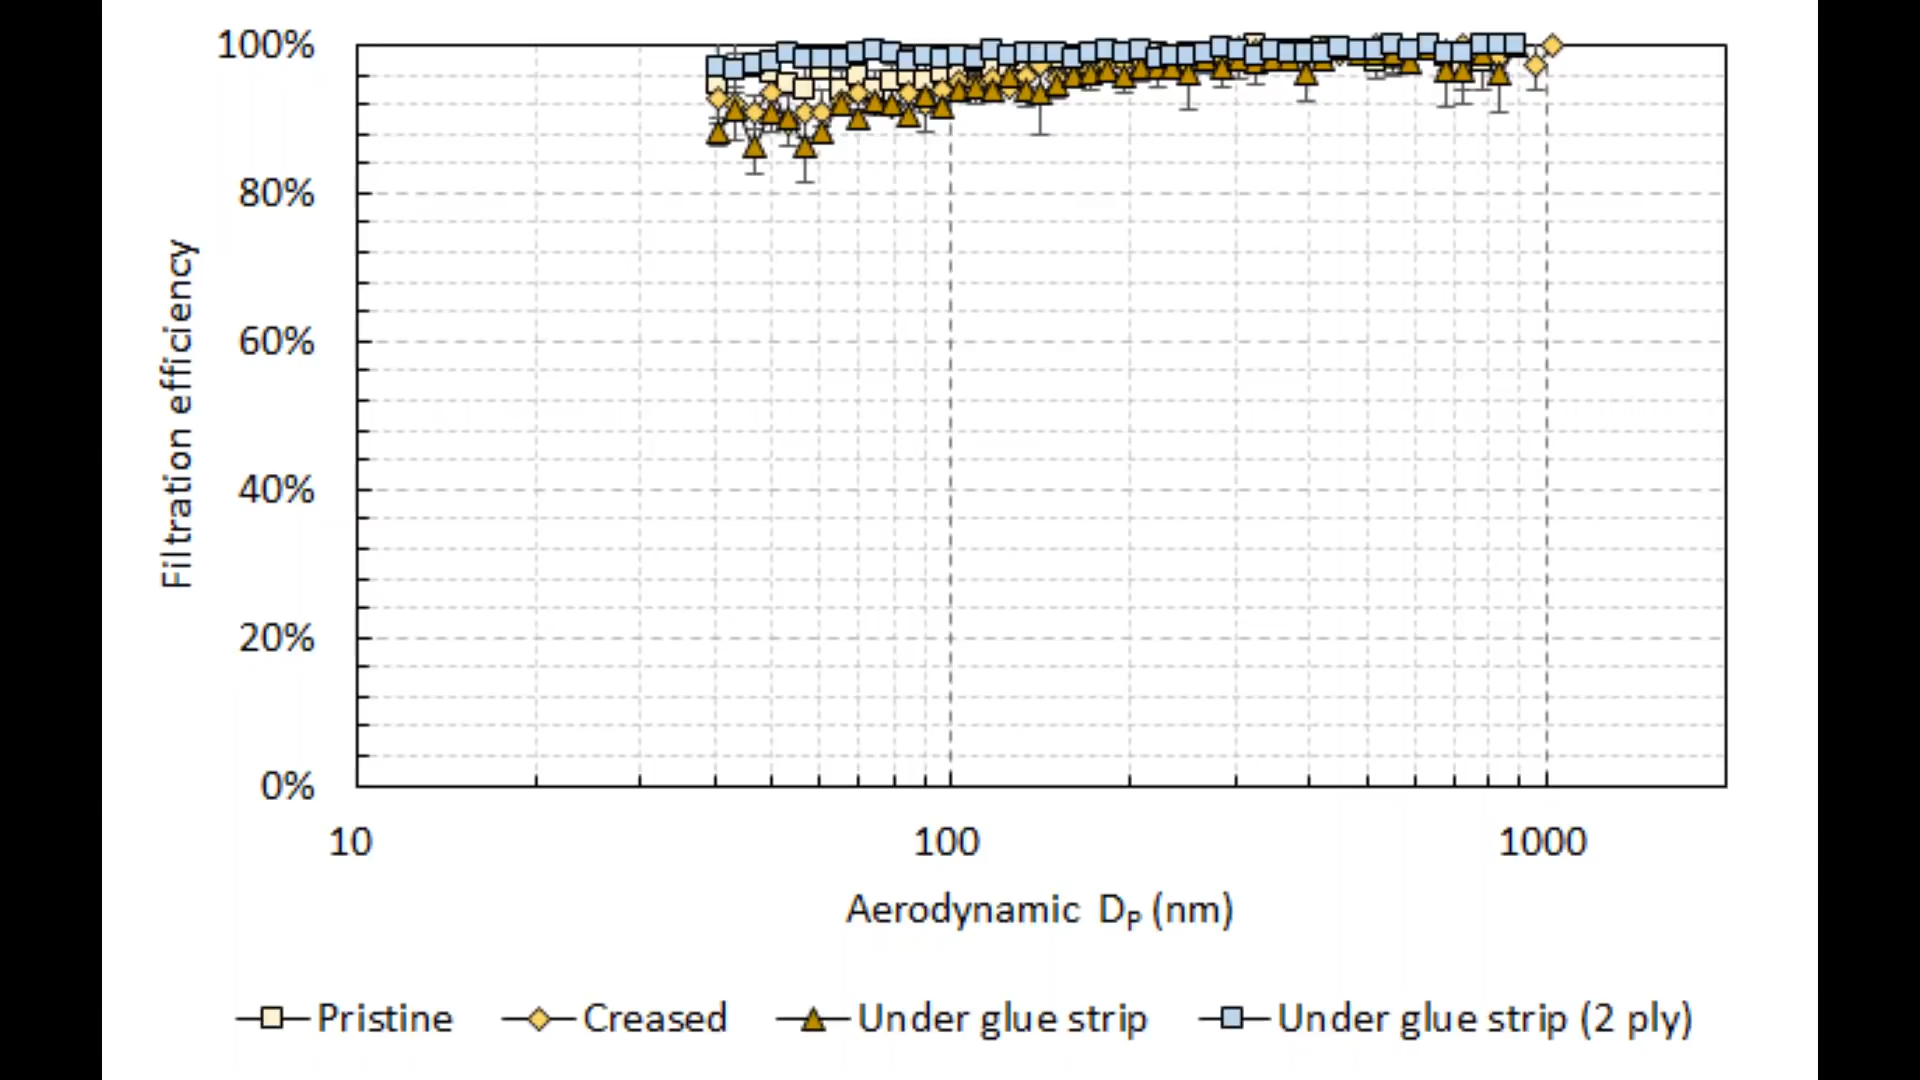 100%
80%
60%
40%
20%
0%
Filtration efficiency
10 100 1000
Aerodynamic Dₚ (nm)
Pristine Creased Under glue strip Under glue strip (2 ply)